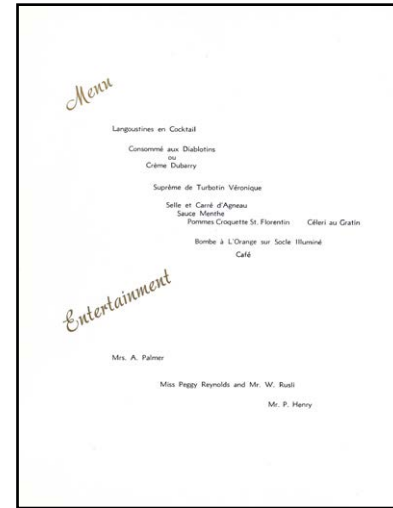 Menu
Langoustines en Cocktail
Consommé aux Diablotins
ou
Crème Dubarry
Suprême de Turbotin Véronique
Selle et Carré d'Agneau
Sauce Menthe
Pommes Croquette St. Florentin Céleri au Gratin
Bombe à L'Orange sur Socle Illuminé
Café
Entertainment
Mrs. A. Palmer
Miss Peggy Reynolds and Mr. W. Rusli
Mr. P. Henry